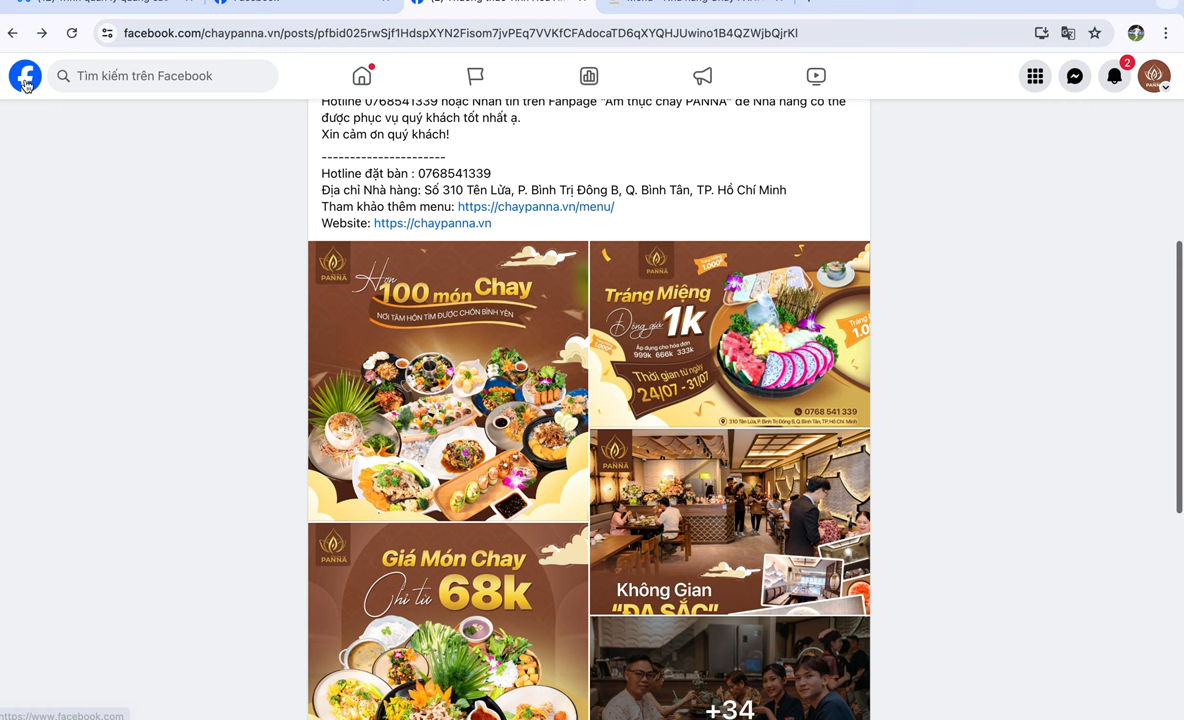 facebook.com/chaypanna.vn/posts/pfbid025rwSjf1HdspXYN2Fisom7jvPEq7VVKfCFAdocaTD6qXYQHJUwino1B4QZWjbQjrKl
Tìm kiếm trên Facebook
2
PANNA
Hotline 0768541339 hoặc Nhắn tin trên Fanpage "Ẩm thực chay PANNA" để Nhà hàng có thể
được phục vụ quý khách tốt nhất ạ.
Xin cảm ơn quý khách!
----------------------
Hotline đặt bàn : 0768541339
Địa chỉ Nhà hàng: Số 310 Tên Lửa, P. Bình Trị Đông B, Q. Bình Tân, TP. Hồ Chí Minh
Tham khảo thêm menu: https://chaypanna.vn/menu/
Website: https://chaypanna.vn
PANNA
Hơn
100 món Chay
NƠI TÂM HỒN TÌM ĐƯỢC CHỐN BÌNH YÊN
PANNA
Tráng Miệng
Đồng giá 1k
Áp dụng cho hóa đơn
999k 666k 333k
Thời gian từ ngày
24/07 - 31/07
0768 541 339
310 Tên Lửa, P. Bình Trị Đông B, Q. Bình Tân, TP. Hồ Chí Minh
PANNA
Không Gian
"ĐA SẮC"
PANNA
Giá Món Chay
Chỉ từ 68k
+34
https://www.facebook.com